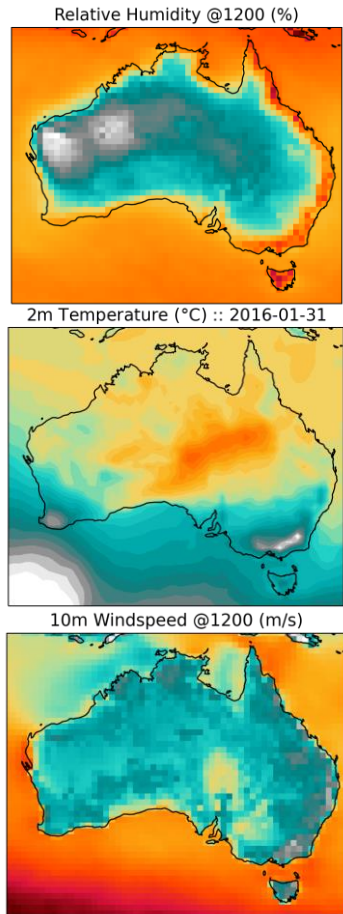 Relative Humidity @1200 (%)
2m Temperature (°C) :: 2016-01-31
10m Windspeed @1200 (m/s)